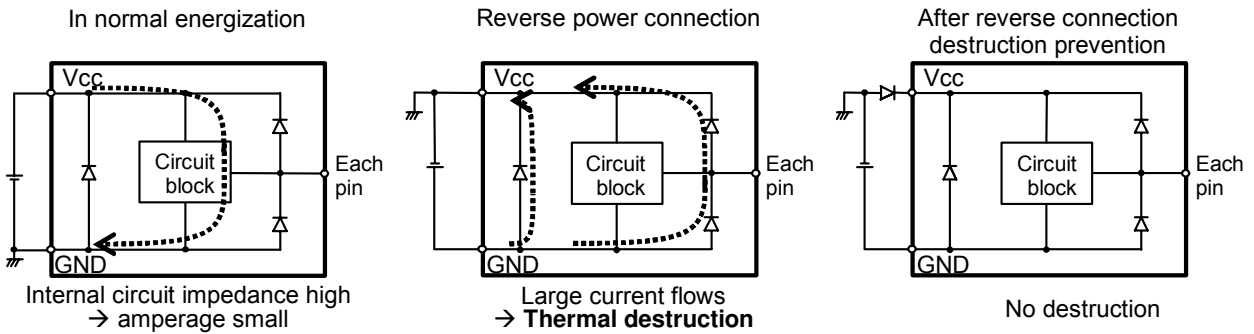 In normal energization
Vcc
Circuit
block
Each
pin
GND
Internal circuit impedance high
→ amperage small
Reverse power connection
Vcc
Circuit
block
Each
pin
GND
Large current flows
→ Thermal destruction
After reverse connection
destruction prevention
Vcc
Circuit
block
Each
pin
GND
No destruction